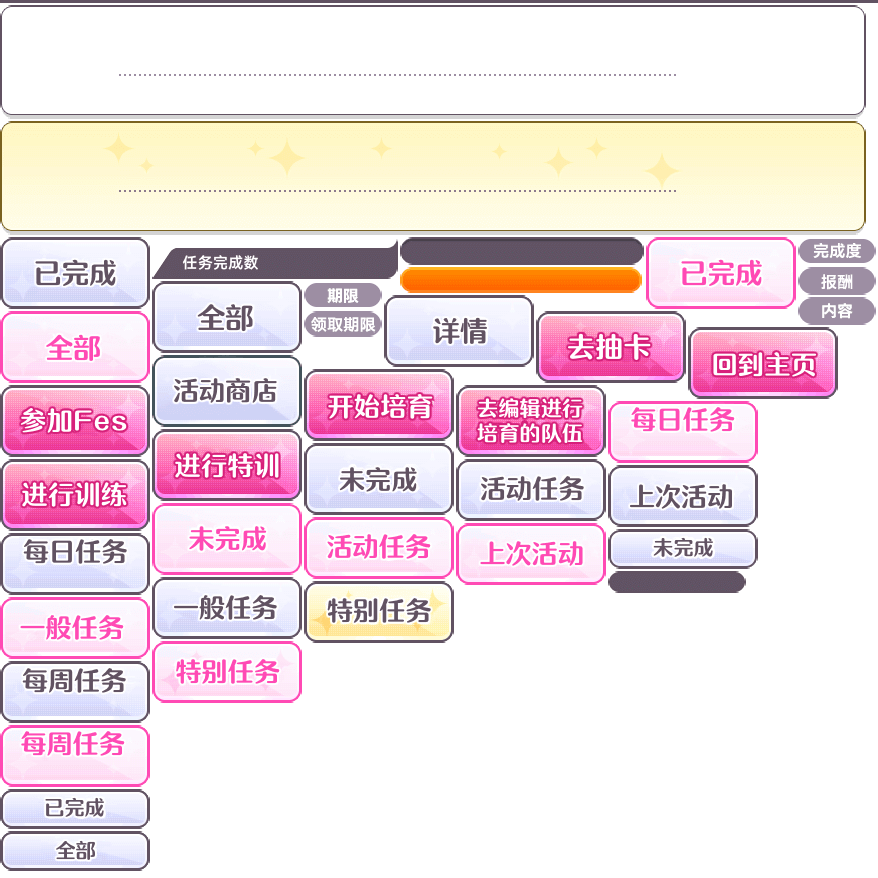 已完成
任务完成数
已完成
完成度
报酬
内容
全部
全部
期限
领取期限
详情
去抽卡
回到主页
参加Fes
活动商店
开始培育
去编辑进行
培育的队伍
每日任务
进行训练
进行特训
未完成
活动任务
上次活动
每日任务
未完成
活动任务
上次活动
未完成
一般任务
一般任务
特别任务
每周任务
特别任务
每周任务
已完成
全部